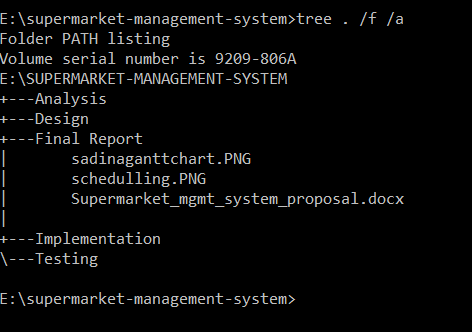 E:\supermarket-management-system>tree . /f /a
Folder PATH listing
Volume serial number is 9209-806A
E:\SUPERMARKET-MANAGEMENT-SYSTEM
+---Analysis
+---Design
+---Final Report
|       sadinaganttchart.PNG
|       schedulling.PNG
|       Supermarket_mgmt_system_proposal.docx
|
+---Implementation
\---Testing
E:\supermarket-management-system>